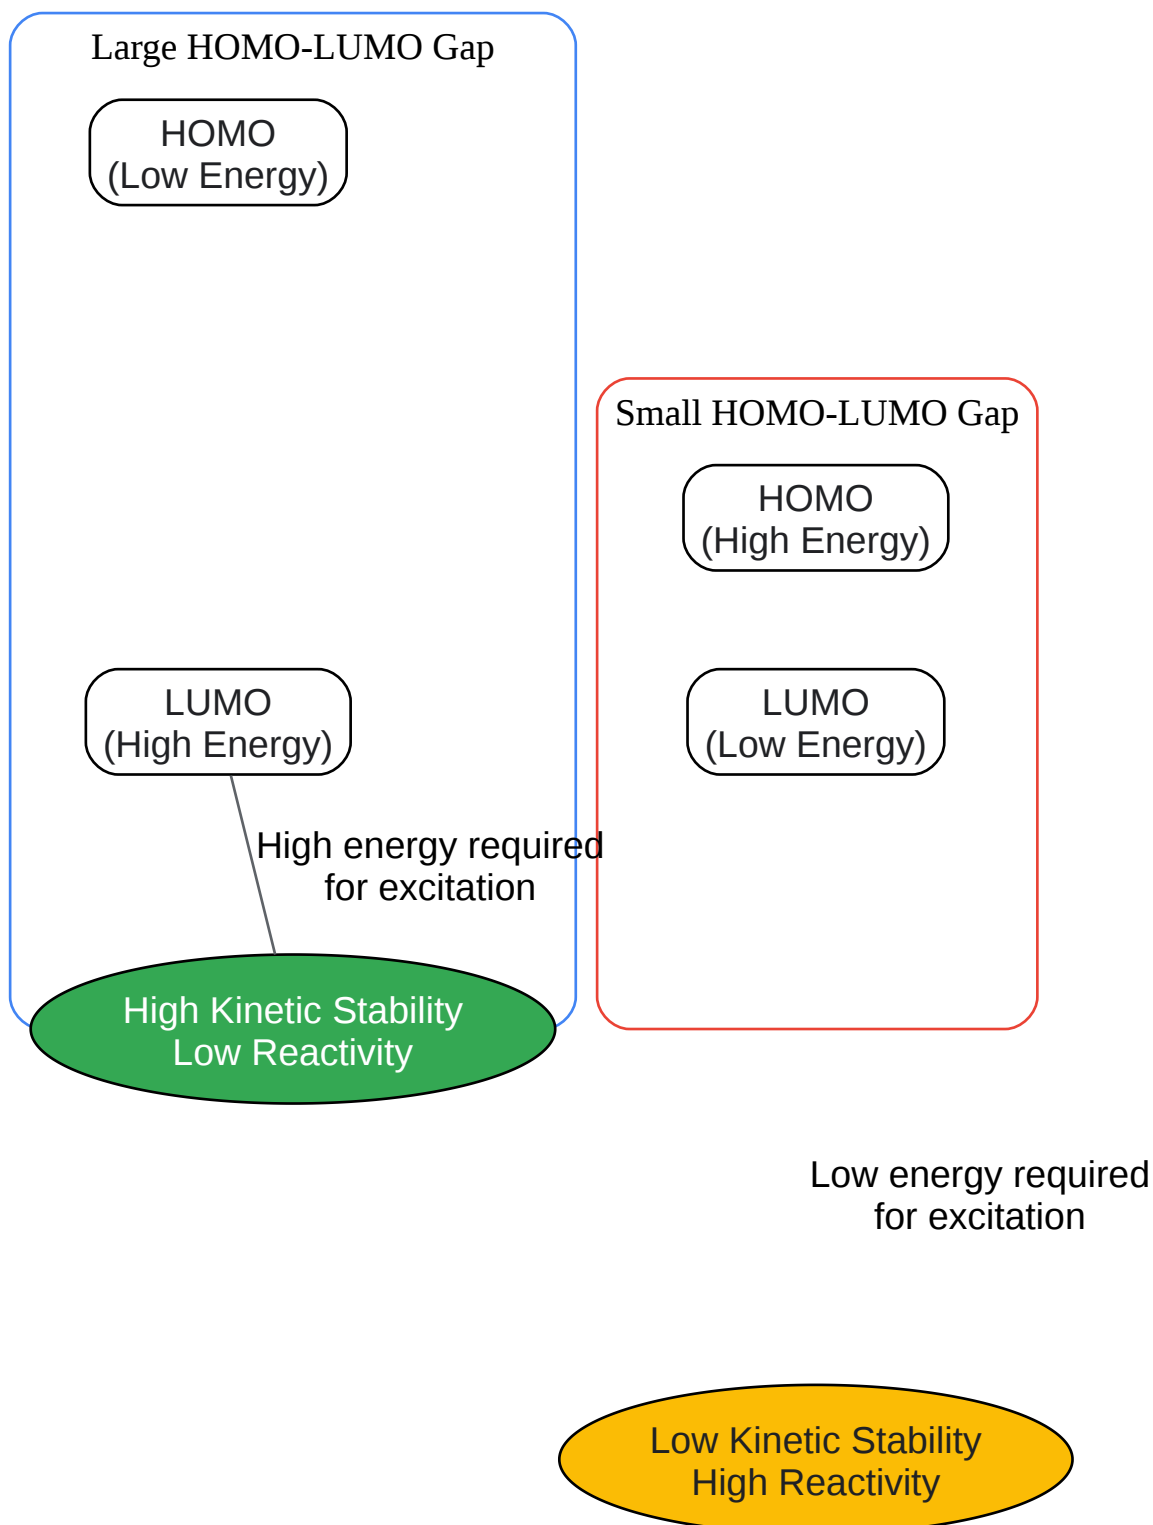 Large HOMO-LUMO Gap
HOMO
(Low Energy)
LUMO
(High Energy)
High energy required
for excitation
High Kinetic Stability
Low Reactivity
Small HOMO-LUMO Gap
HOMO
(High Energy)
LUMO
(Low Energy)
Low energy required
for excitation
Low Kinetic Stability
High Reactivity